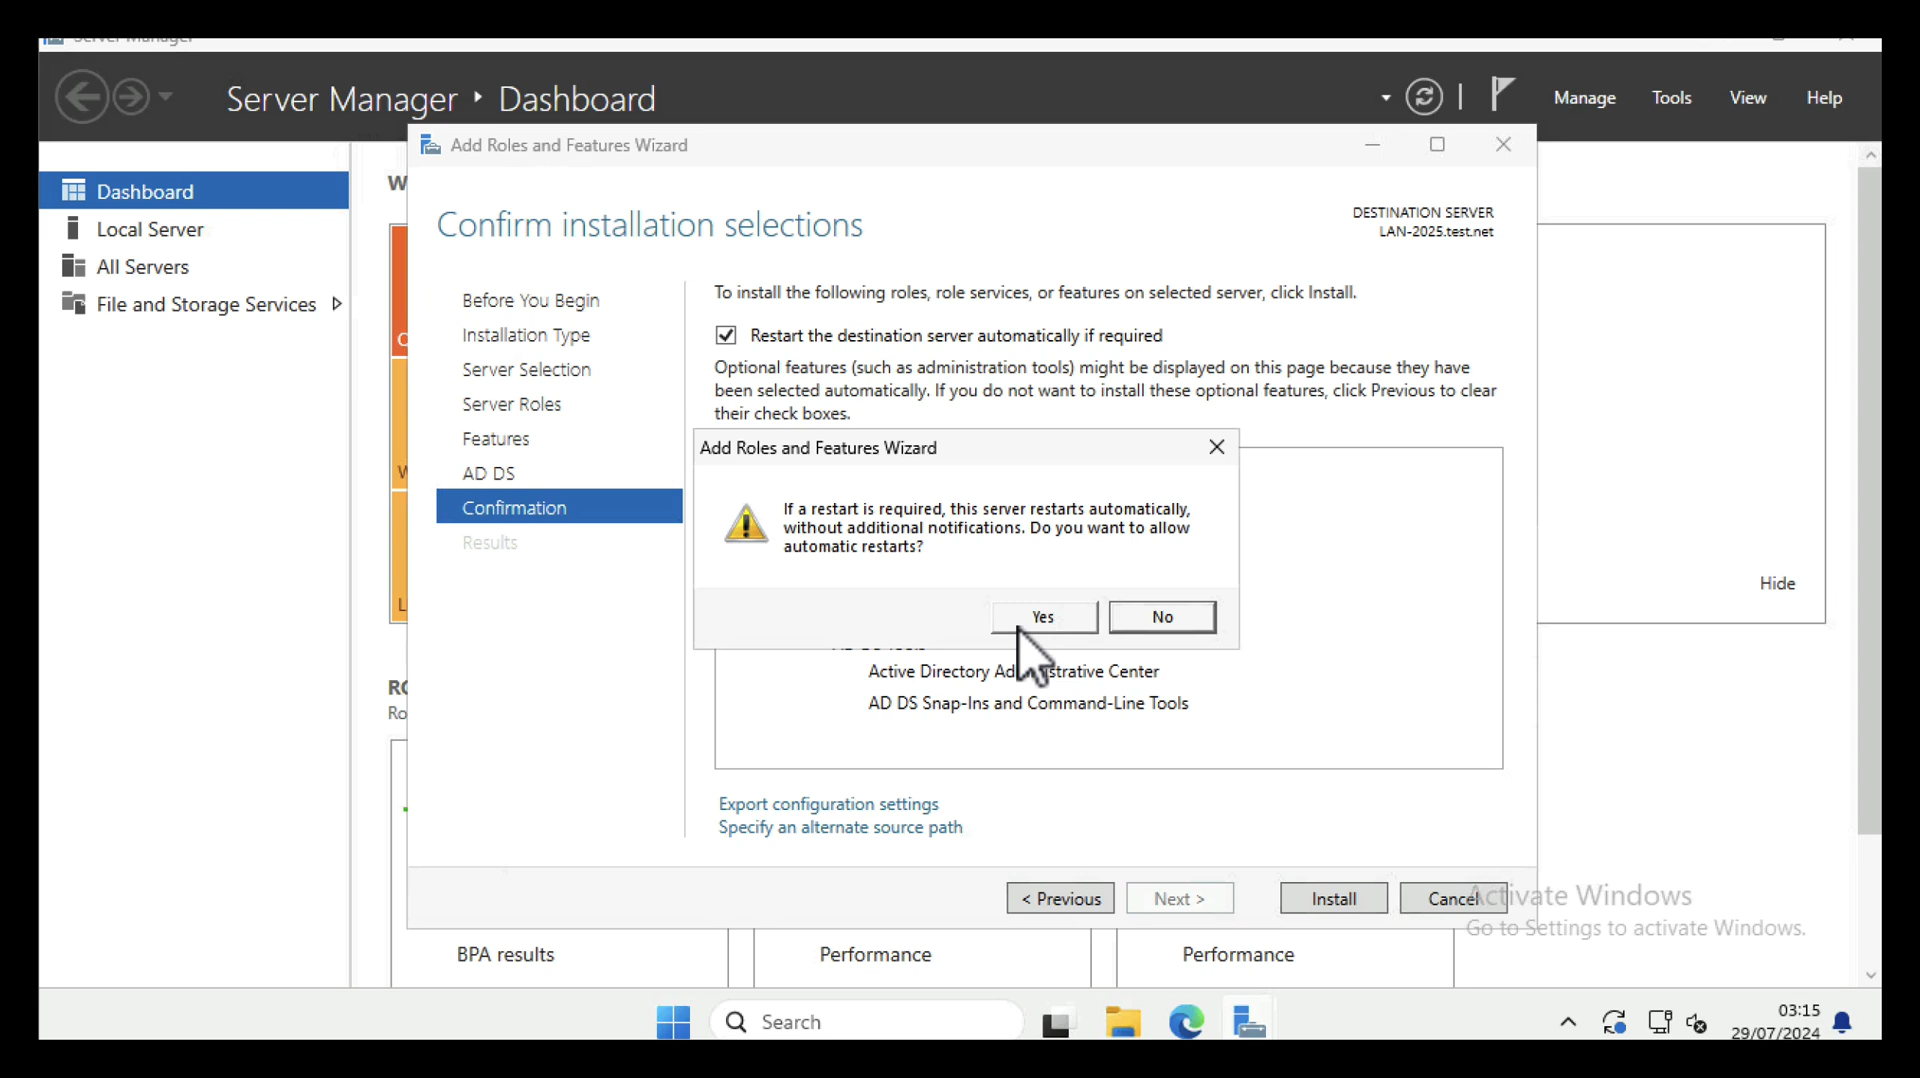 Server Manager
Server Manager ‣ Dashboard
Manage
Tools
View
Help
Add Roles and Features Wizard
Dashboard
Local Server
All Servers
File and Storage Services
Confirm installation selections
DESTINATION SERVER
LAN-2025.test.net
Before You Begin
Installation Type
Server Selection
Server Roles
Features
AD DS
Confirmation
Results
To install the following roles, role services, or features on selected server, click Install.
Restart the destination server automatically if required
Optional features (such as administration tools) might be displayed on this page because they have
been selected automatically. If you do not want to install these optional features, click Previous to clear
their check boxes.
Add Roles and Features Wizard
If a restart is required, this server restarts automatically,
without additional notifications. Do you want to allow
automatic restarts?
Yes
No
Hide
Active Directory Administrative Center
AD DS Snap-Ins and Command-Line Tools
Export configuration settings
Specify an alternate source path
< Previous
Next >
Install
Cancel
Activate Windows
Go to Settings to activate Windows.
BPA results
Performance
Performance
Search
03:15
29/07/2024